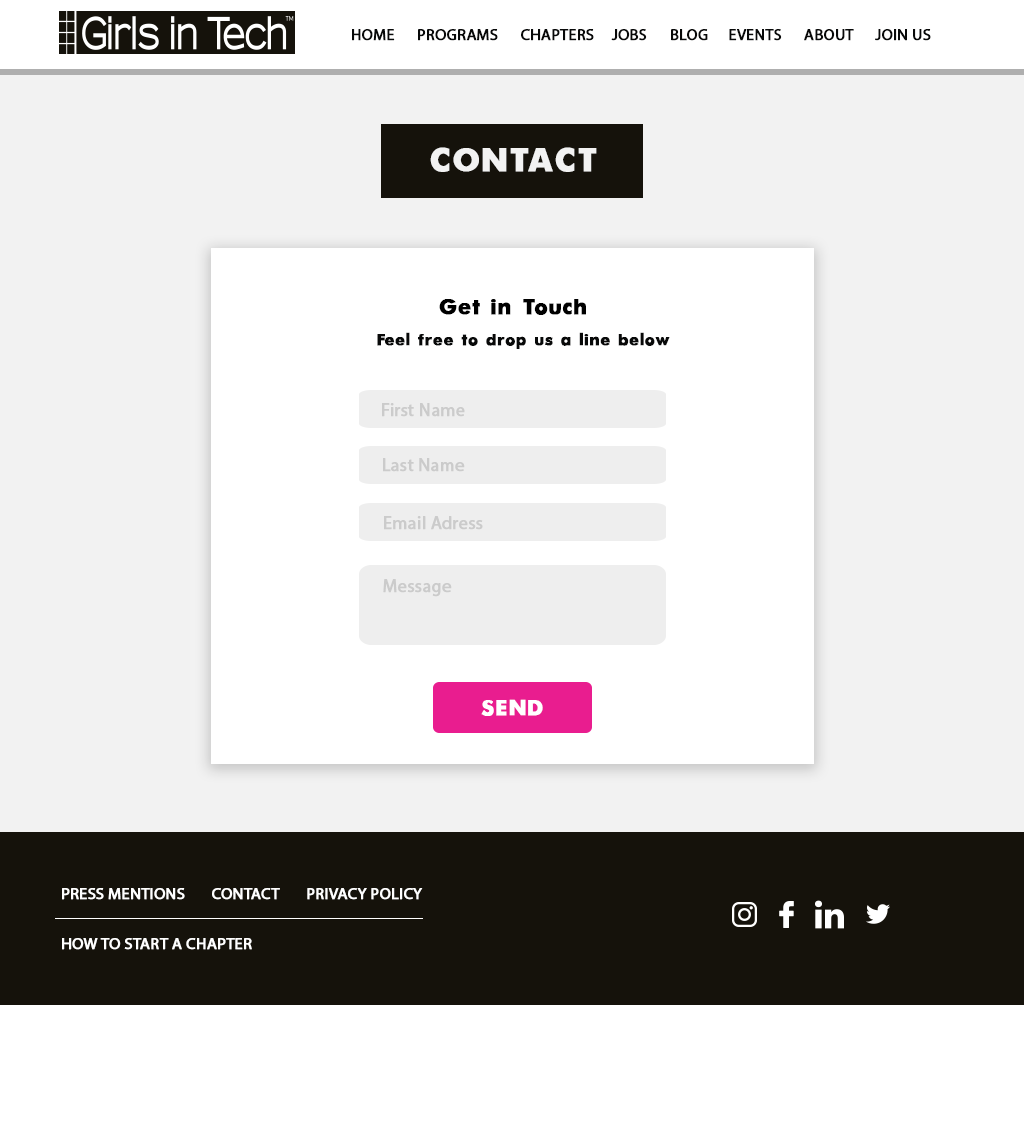 Girls in Tech™
HOME PROGRAMS CHAPTERS JOBS BLOG EVENTS ABOUT JOIN US
CONTACT
Get in Touch
Feel free to drop us a line below
First Name
Last Name
Email Adress
Message
SEND
PRESS MENTIONS CONTACT PRIVACY POLICY
HOW TO START A CHAPTER